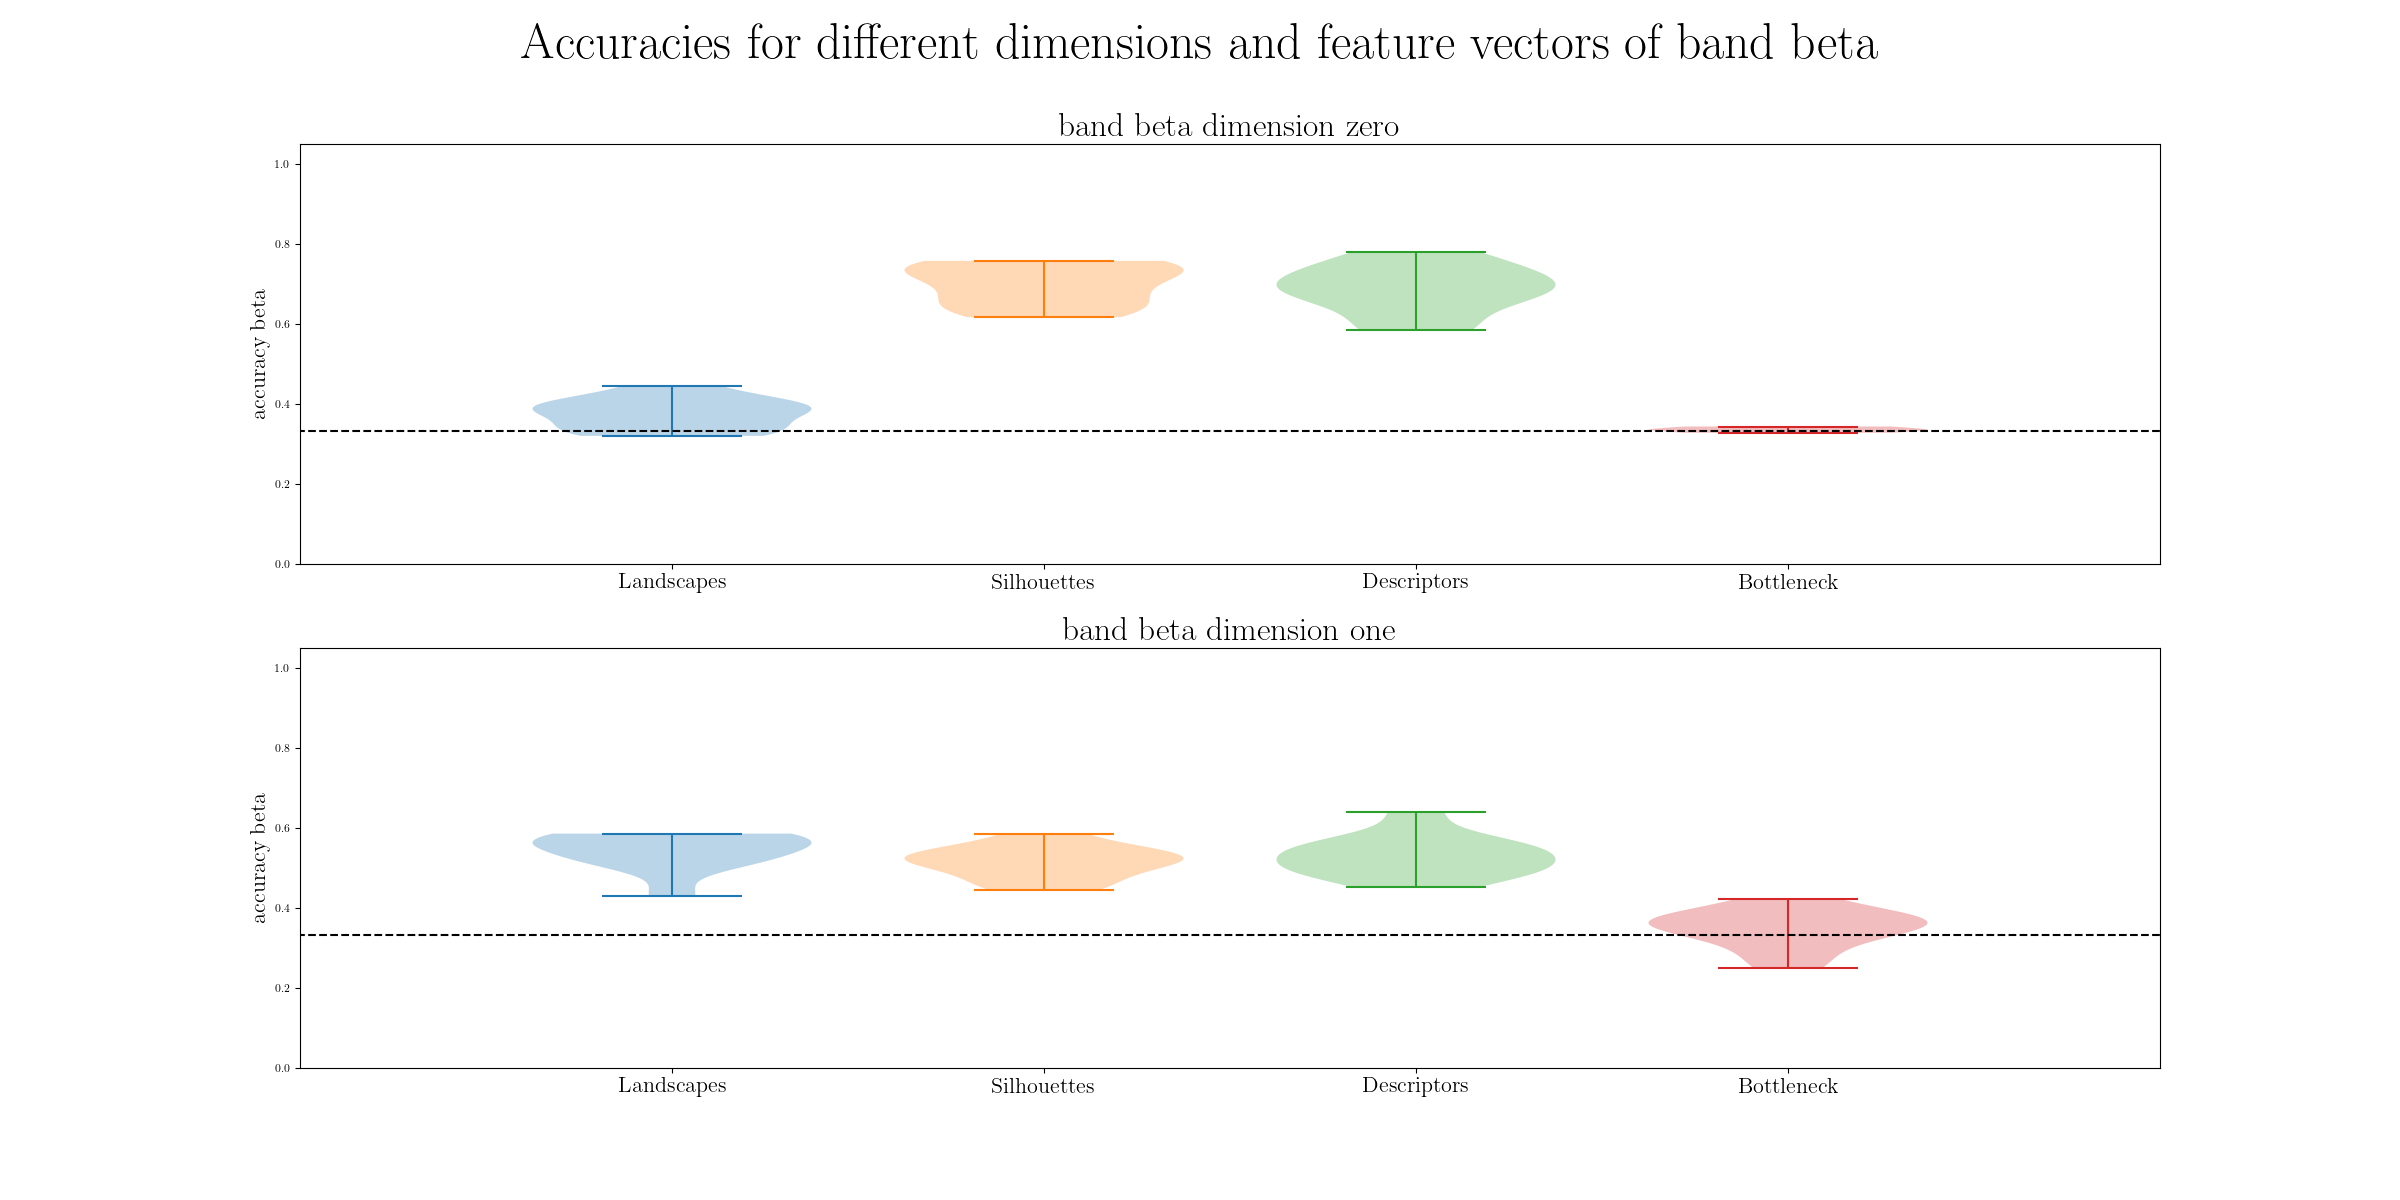 Accuracies for different dimensions and feature vectors of band beta
band beta dimension zero
1.0
0.8
0.6
0.4
0.2
0.0
accuracy beta
Landscapes Silhouettes Descriptors Bottleneck
band beta dimension one
1.0
0.8
0.6
0.4
0.2
0.0
accuracy beta
Landscapes Silhouettes Descriptors Bottleneck